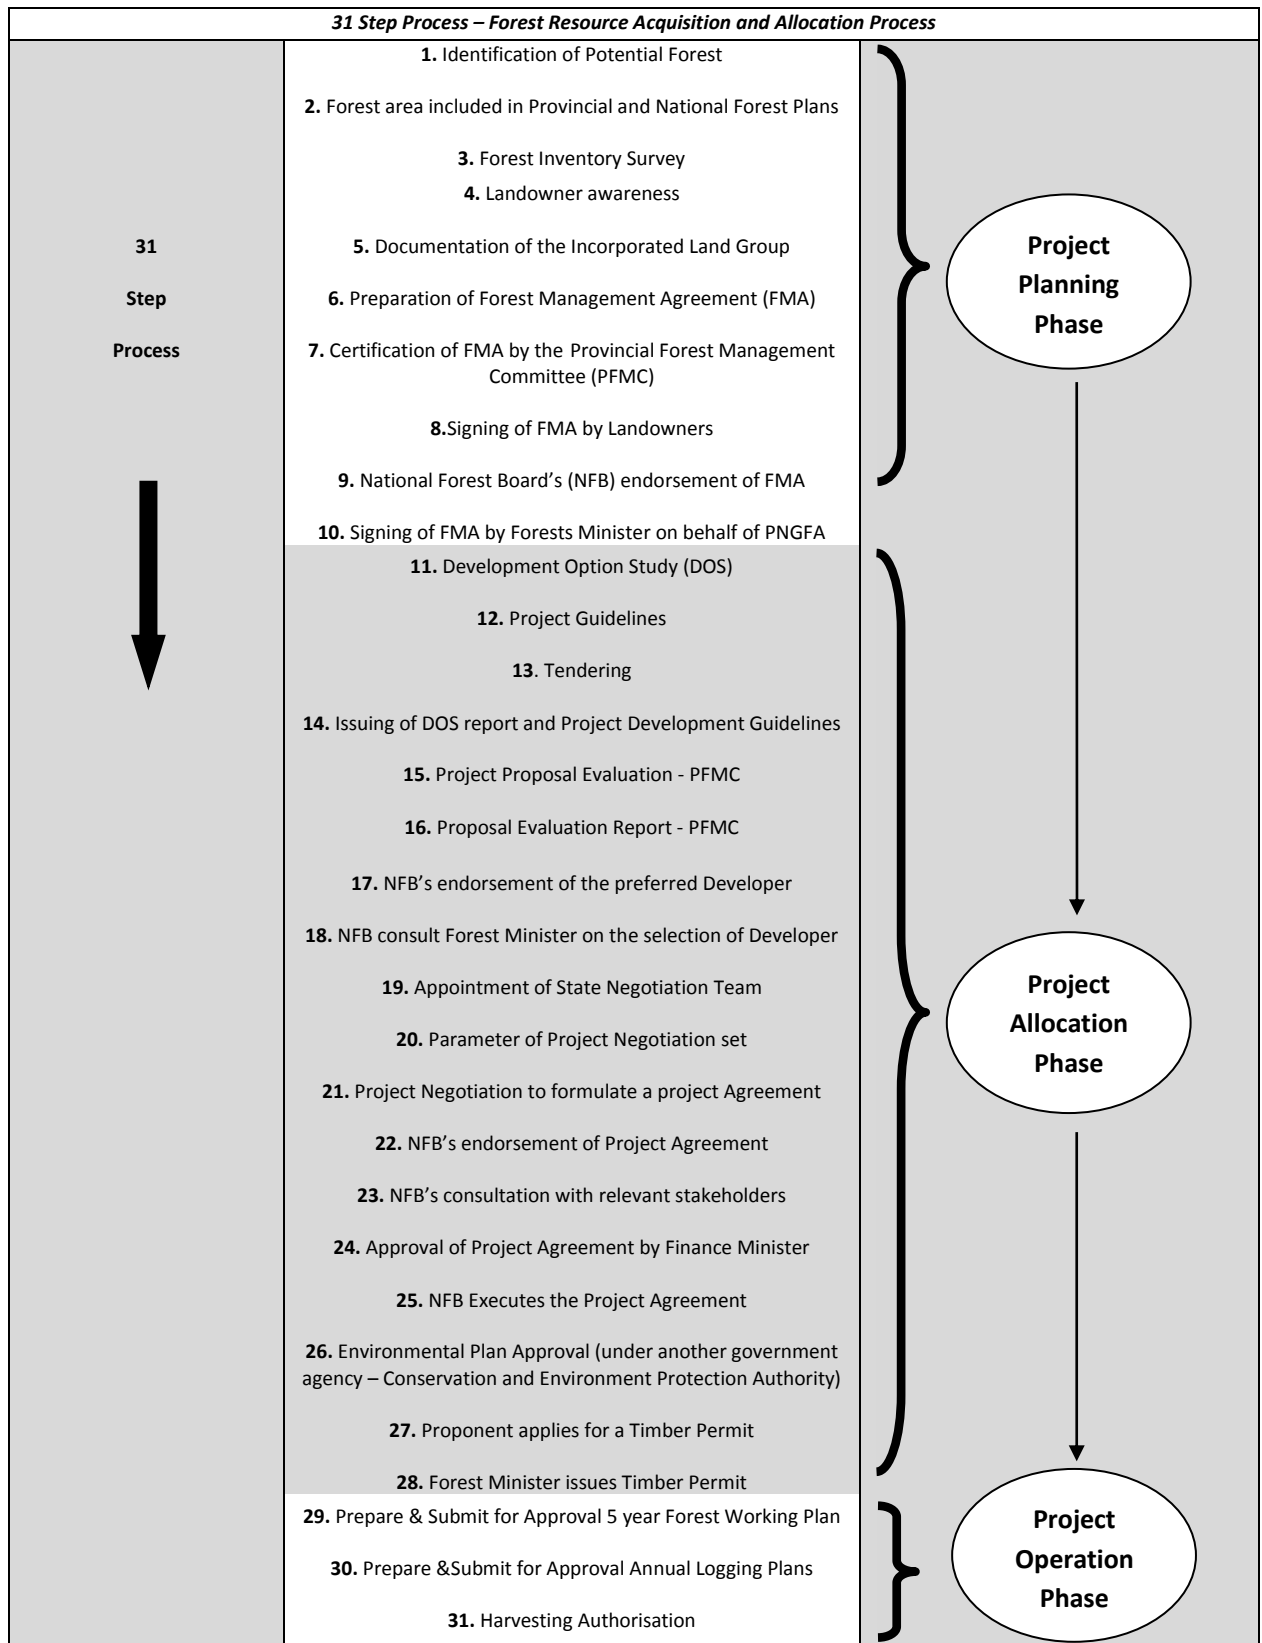 31 Step Process – Forest Resource Acquisition and Allocation Process
31
Step
Process
1. Identification of Potential Forest
2. Forest area included in Provincial and National Forest Plans
3. Forest Inventory Survey
4. Landowner awareness
5. Documentation of the Incorporated Land Group
6. Preparation of Forest Management Agreement (FMA)
7. Certification of FMA by the Provincial Forest Management
Committee (PFMC)
8.Signing of FMA by Landowners
9. National Forest Board’s (NFB) endorsement of FMA
10. Signing of FMA by Forests Minister on behalf of PNGFA
11. Development Option Study (DOS)
12. Project Guidelines
13. Tendering
14. Issuing of DOS report and Project Development Guidelines
15. Project Proposal Evaluation - PFMC
16. Proposal Evaluation Report - PFMC
17. NFB’s endorsement of the preferred Developer
18. NFB consult Forest Minister on the selection of Developer
19. Appointment of State Negotiation Team
20. Parameter of Project Negotiation set
21. Project Negotiation to formulate a project Agreement
22. NFB’s endorsement of Project Agreement
23. NFB’s consultation with relevant stakeholders
24. Approval of Project Agreement by Finance Minister
25. NFB Executes the Project Agreement
26. Environmental Plan Approval (under another government
agency – Conservation and Environment Protection Authority)
27. Proponent applies for a Timber Permit
28. Forest Minister issues Timber Permit
29. Prepare & Submit for Approval 5 year Forest Working Plan
30. Prepare &Submit for Approval Annual Logging Plans
31. Harvesting Authorisation
Project
Planning
Phase
Project
Allocation
Phase
Project
Operation
Phase